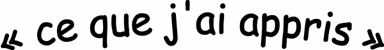 « ce que j'ai appris »